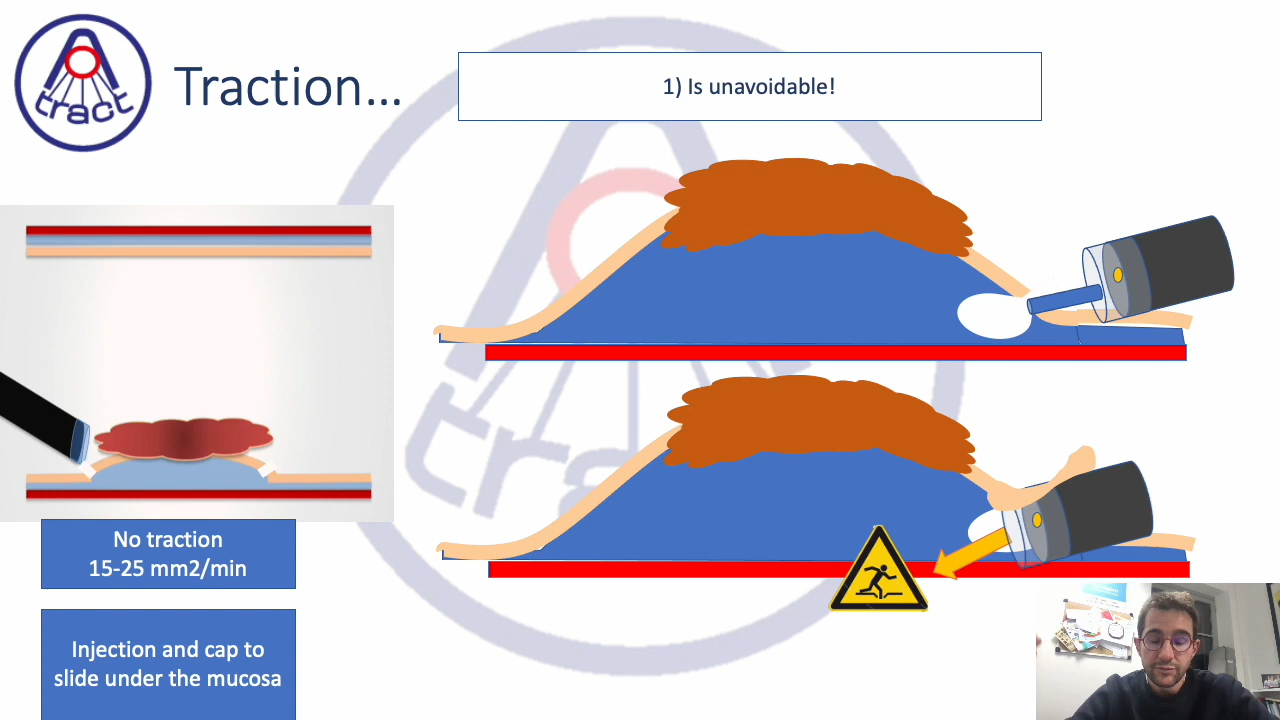 tract
Traction...
1) Is unavoidable!
tract
No traction
15-25 mm2/min
Injection and cap to
slide under the mucosa